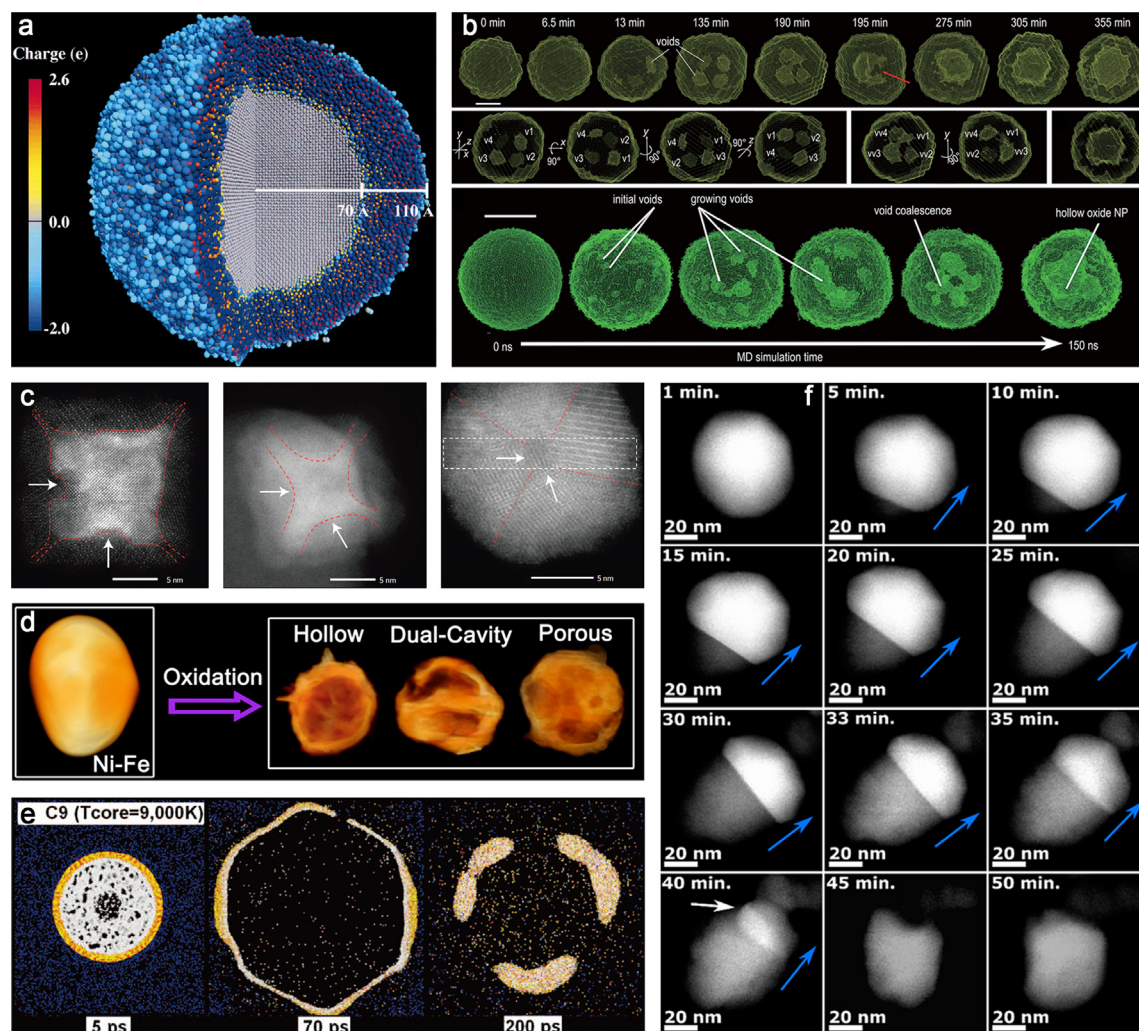 a
Charge (e)
2.6
0.0
-2.0
70 Å
110 Å
b
0 min 6.5 min 13 min 135 min 190 min 195 min 275 min 305 min 355 min
voids
y z x v4 v1 v3 v2
x 90° v4 v2 v3 v1
y 90° v1 v2 v4 v3
90° z v1 v2 v4 v3
vv4 vv1 vv3 vv2
y 90° vv4 vv1 vv3 vv2
initial voids
growing voids
void coalescence
hollow oxide NP
0 ns
MD simulation time
150 ns
c
5 nm
5 nm
5 nm
d
Ni-Fe
Oxidation
Hollow Dual-Cavity Porous
e
C9 (Tcore=9,000K)
5 ps
70 ps
200 ps
f
1 min. 5 min. 10 min.
20 nm 20 nm 20 nm
15 min. 20 min. 25 min.
20 nm 20 nm 20 nm
30 min. 33 min. 35 min.
20 nm 20 nm 20 nm
40 min. 45 min. 50 min.
20 nm 20 nm 20 nm